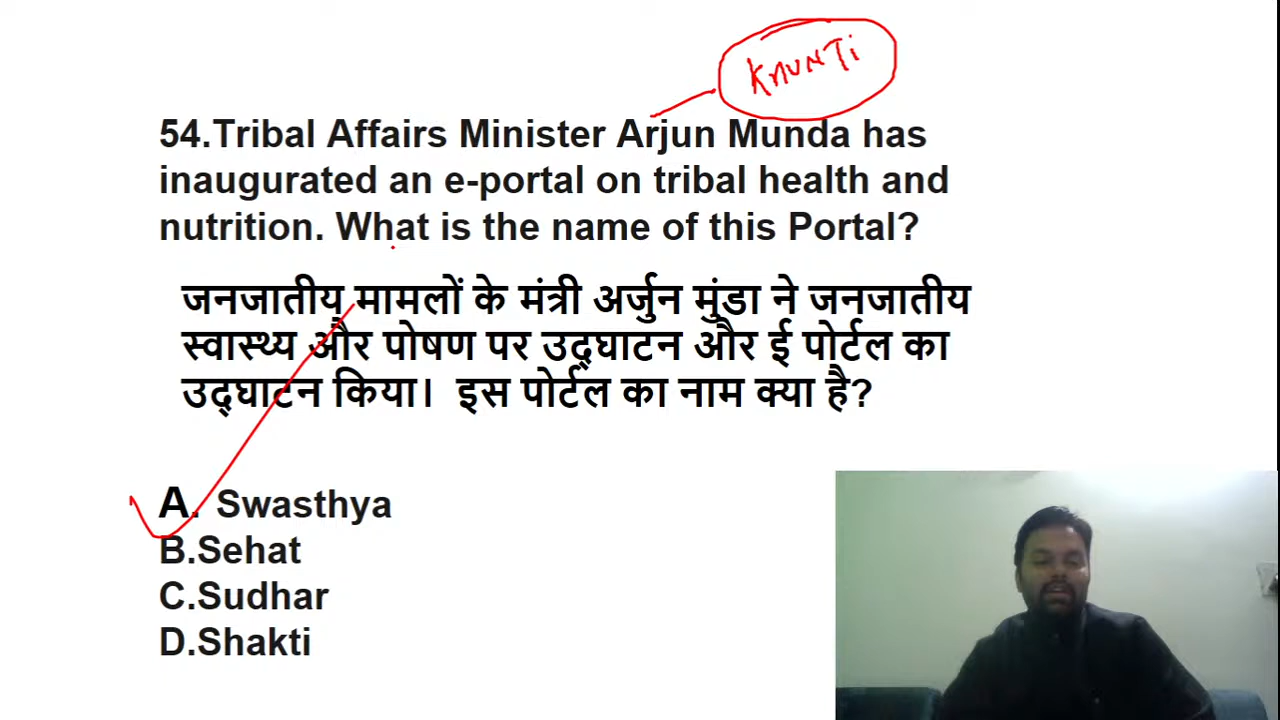 KHUNTI
54.Tribal Affairs Minister Arjun Munda has
inaugurated an e-portal on tribal health and
nutrition. What is the name of this Portal?
जनजातीय मामलों के मंत्री अर्जुन मुंडा ने जनजातीय
स्वास्थ्य और पोषण पर उद्घाटन और ई पोर्टल का
उद्घाटन किया। इस पोर्टल का नाम क्या है?
A. Swasthya
B.Sehat
C.Sudhar
D.Shakti